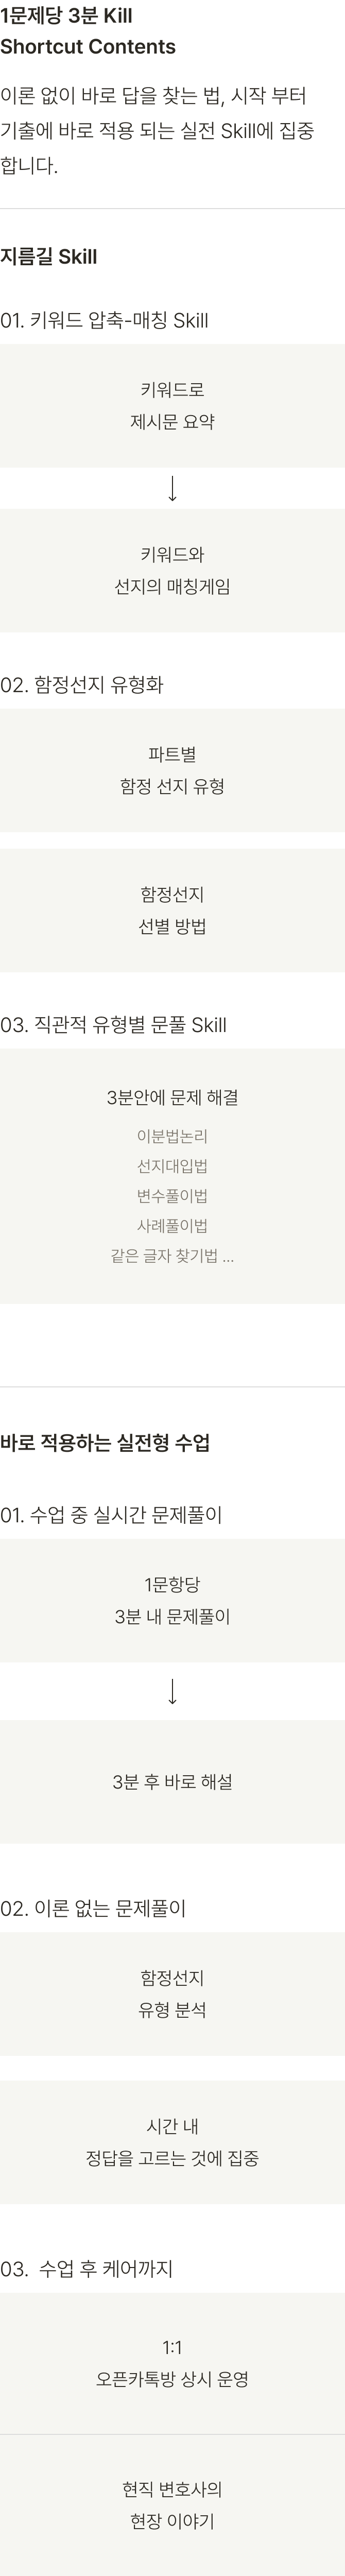 1문제당 3분 Kill
Shortcut Contents
이론 없이 바로 답을 찾는 법, 시작 부터
기출에 바로 적용 되는 실전 Skill에 집중
합니다.
지름길 Skill
01. 키워드 압축-매칭 Skill
키워드로
제시문 요약
↓
키워드와
선지의 매칭게임
02. 함정선지 유형화
파트별
함정 선지 유형
함정선지
선별 방법
03. 직관적 유형별 문풀 Skill
3분안에 문제 해결
이분법논리
선지대입법
변수풀이법
사례풀이법
같은 글자 찾기법 ...
바로 적용하는 실전형 수업
01. 수업 중 실시간 문제풀이
1문항당
3분 내 문제풀이
↓
3분 후 바로 해설
02. 이론 없는 문제풀이
함정선지
유형 분석
시간 내
정답을 고르는 것에 집중
03.  수업 후 케어까지
1:1
오픈카톡방 상시 운영
현직 변호사의
현장 이야기